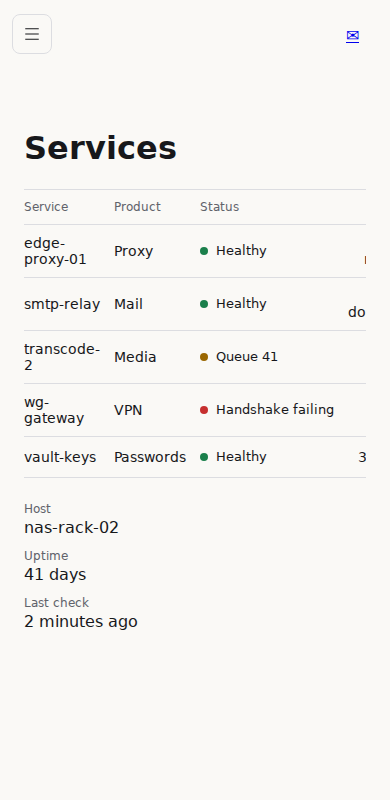 Services
Service Product Status
edge-
proxy-01 Proxy Healthy
smtp-relay Mail Healthy do
transcode-
2 Media Queue 41
wg-
gateway VPN Handshake failing
vault-keys Passwords Healthy 3
Host
nas-rack-02
Uptime
41 days
Last check
2 minutes ago